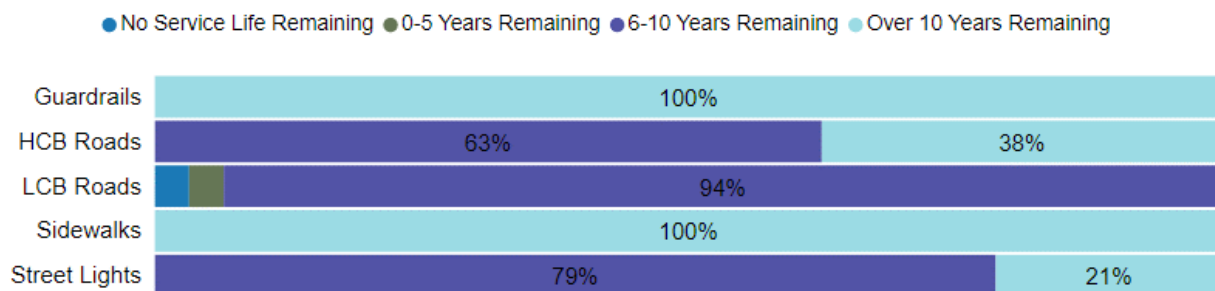 No Service Life Remaining 0-5 Years Remaining 6-10 Years Remaining Over 10 Years Remaining
Guardrails 100%
HCB Roads 63% 38%
LCB Roads 94%
Sidewalks 100%
Street Lights 79% 21%